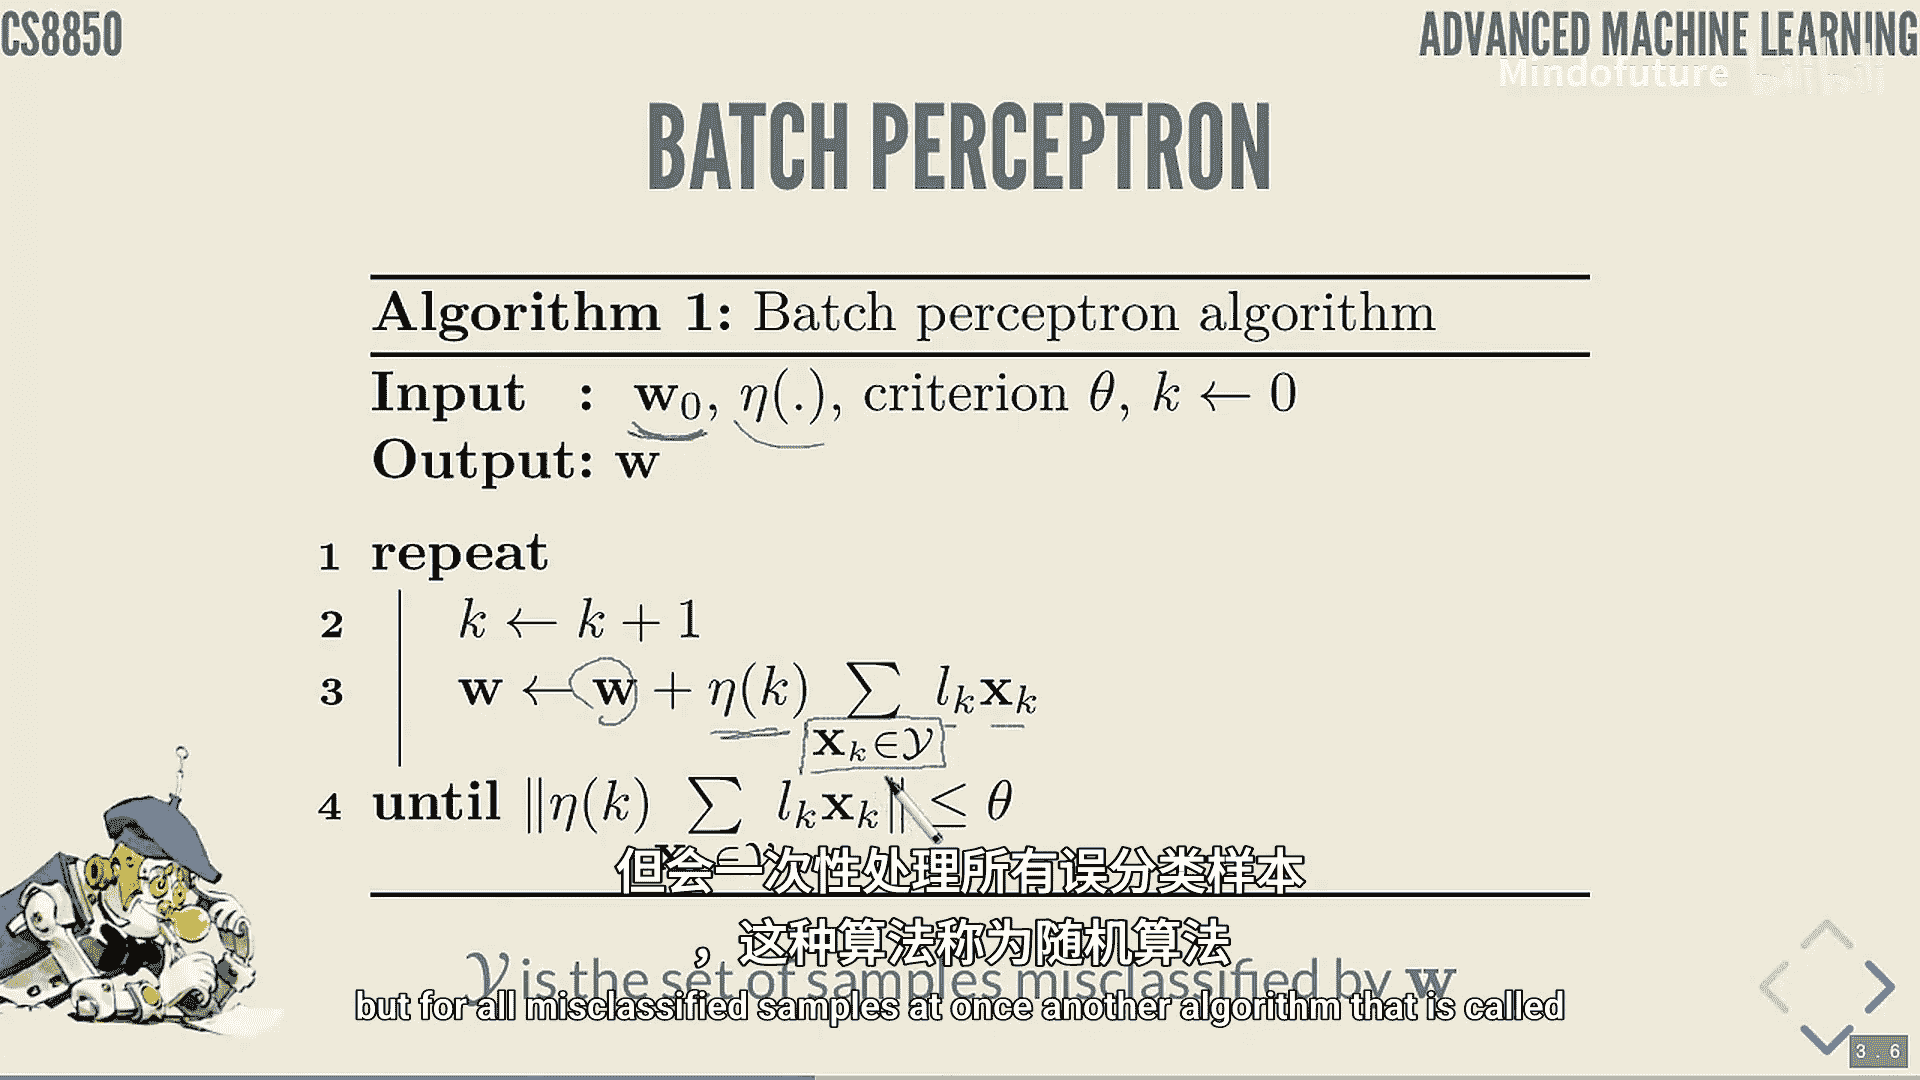 CS8850
ADVANCED MACHINE LEARNING
Mindofuture
BATCH PERCEPTRON
Algorithm 1: Batch perceptron algorithm
Input : w₀, η(.), criterion θ, k ← 0
Output: w
1 repeat
2 k ← k + 1
3 w ← w + η(k) ∑ lₖxₖ
xₖ∈𝒴
4 until ‖η(k) ∑ lₖxₖ‖ ≤ θ
但会一次性处理所有误分类样本
，这种算法称为随机算法
𝒴 is the set of samples misclassified by w
but for all misclassified samples at once another algorithm that is called
3.6